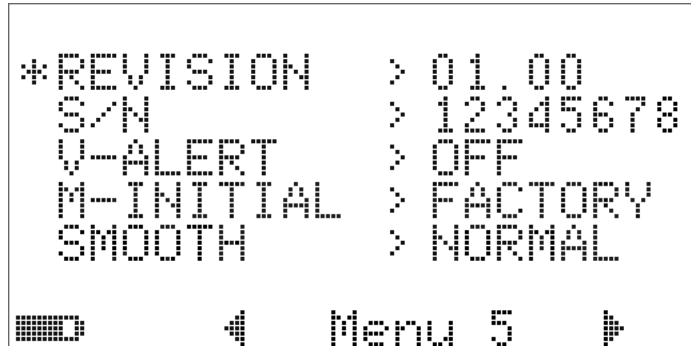 *REVISION > 01.00
S/N > 12345678
V-ALERT > OFF
M-INITIAL > FACTORY
SMOOTH > NORMAL
◀ Menu 5 ▶